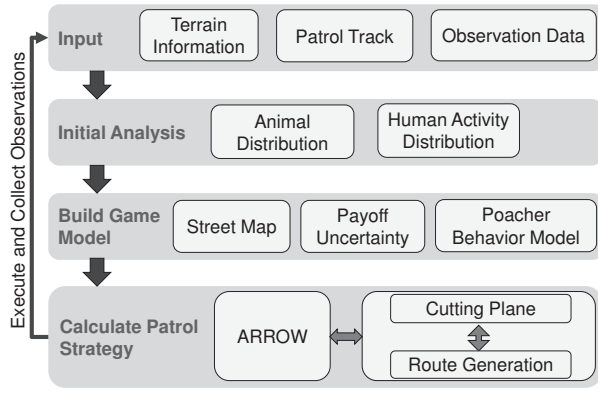 Execute and Collect Observations
Input
Terrain
Information
Patrol Track
Observation Data
Initial Analysis
Animal
Distribution
Human Activity
Distribution
Build Game
Model
Street Map
Payoff
Uncertainty
Poacher
Behavior Model
Calculate Patrol
Strategy
ARROW
Cutting Plane
Route Generation